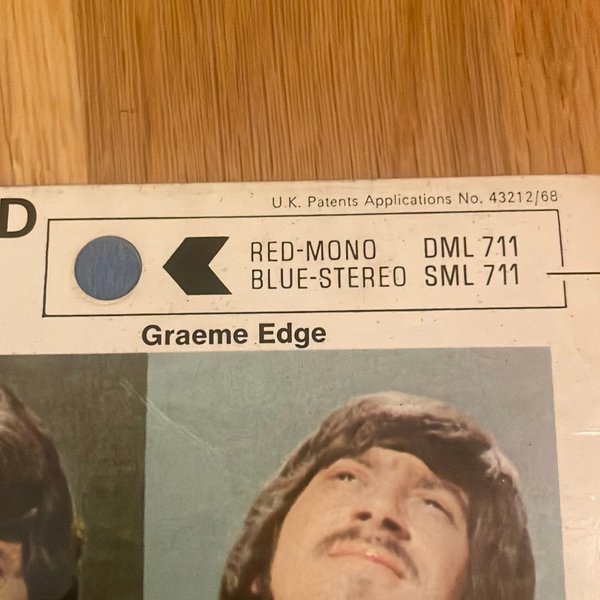 D
U.K. Patents Applications No. 43212/68
RED-MONO DML 711
BLUE-STEREO SML 711
Graeme Edge